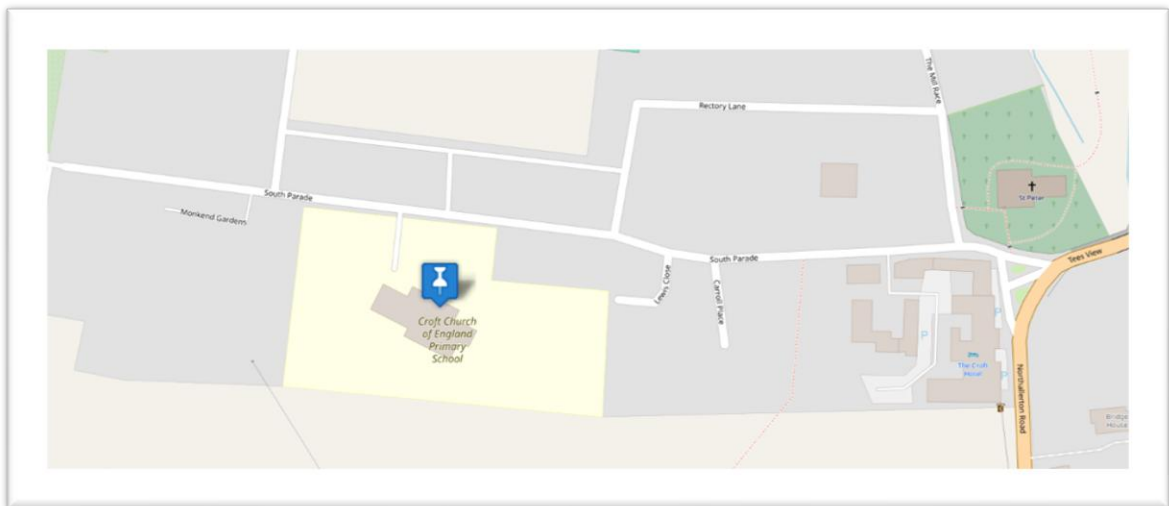 The Mill Race
Rectory Lane
South Parade
Monkend Gardens
St Peter
South Parade
Tees View
Lewis Close
Carroll Place
Croft Church
of England
Primary
School
P
P
P
The Croft
Hotel
Northallerton Road
Bridge
House